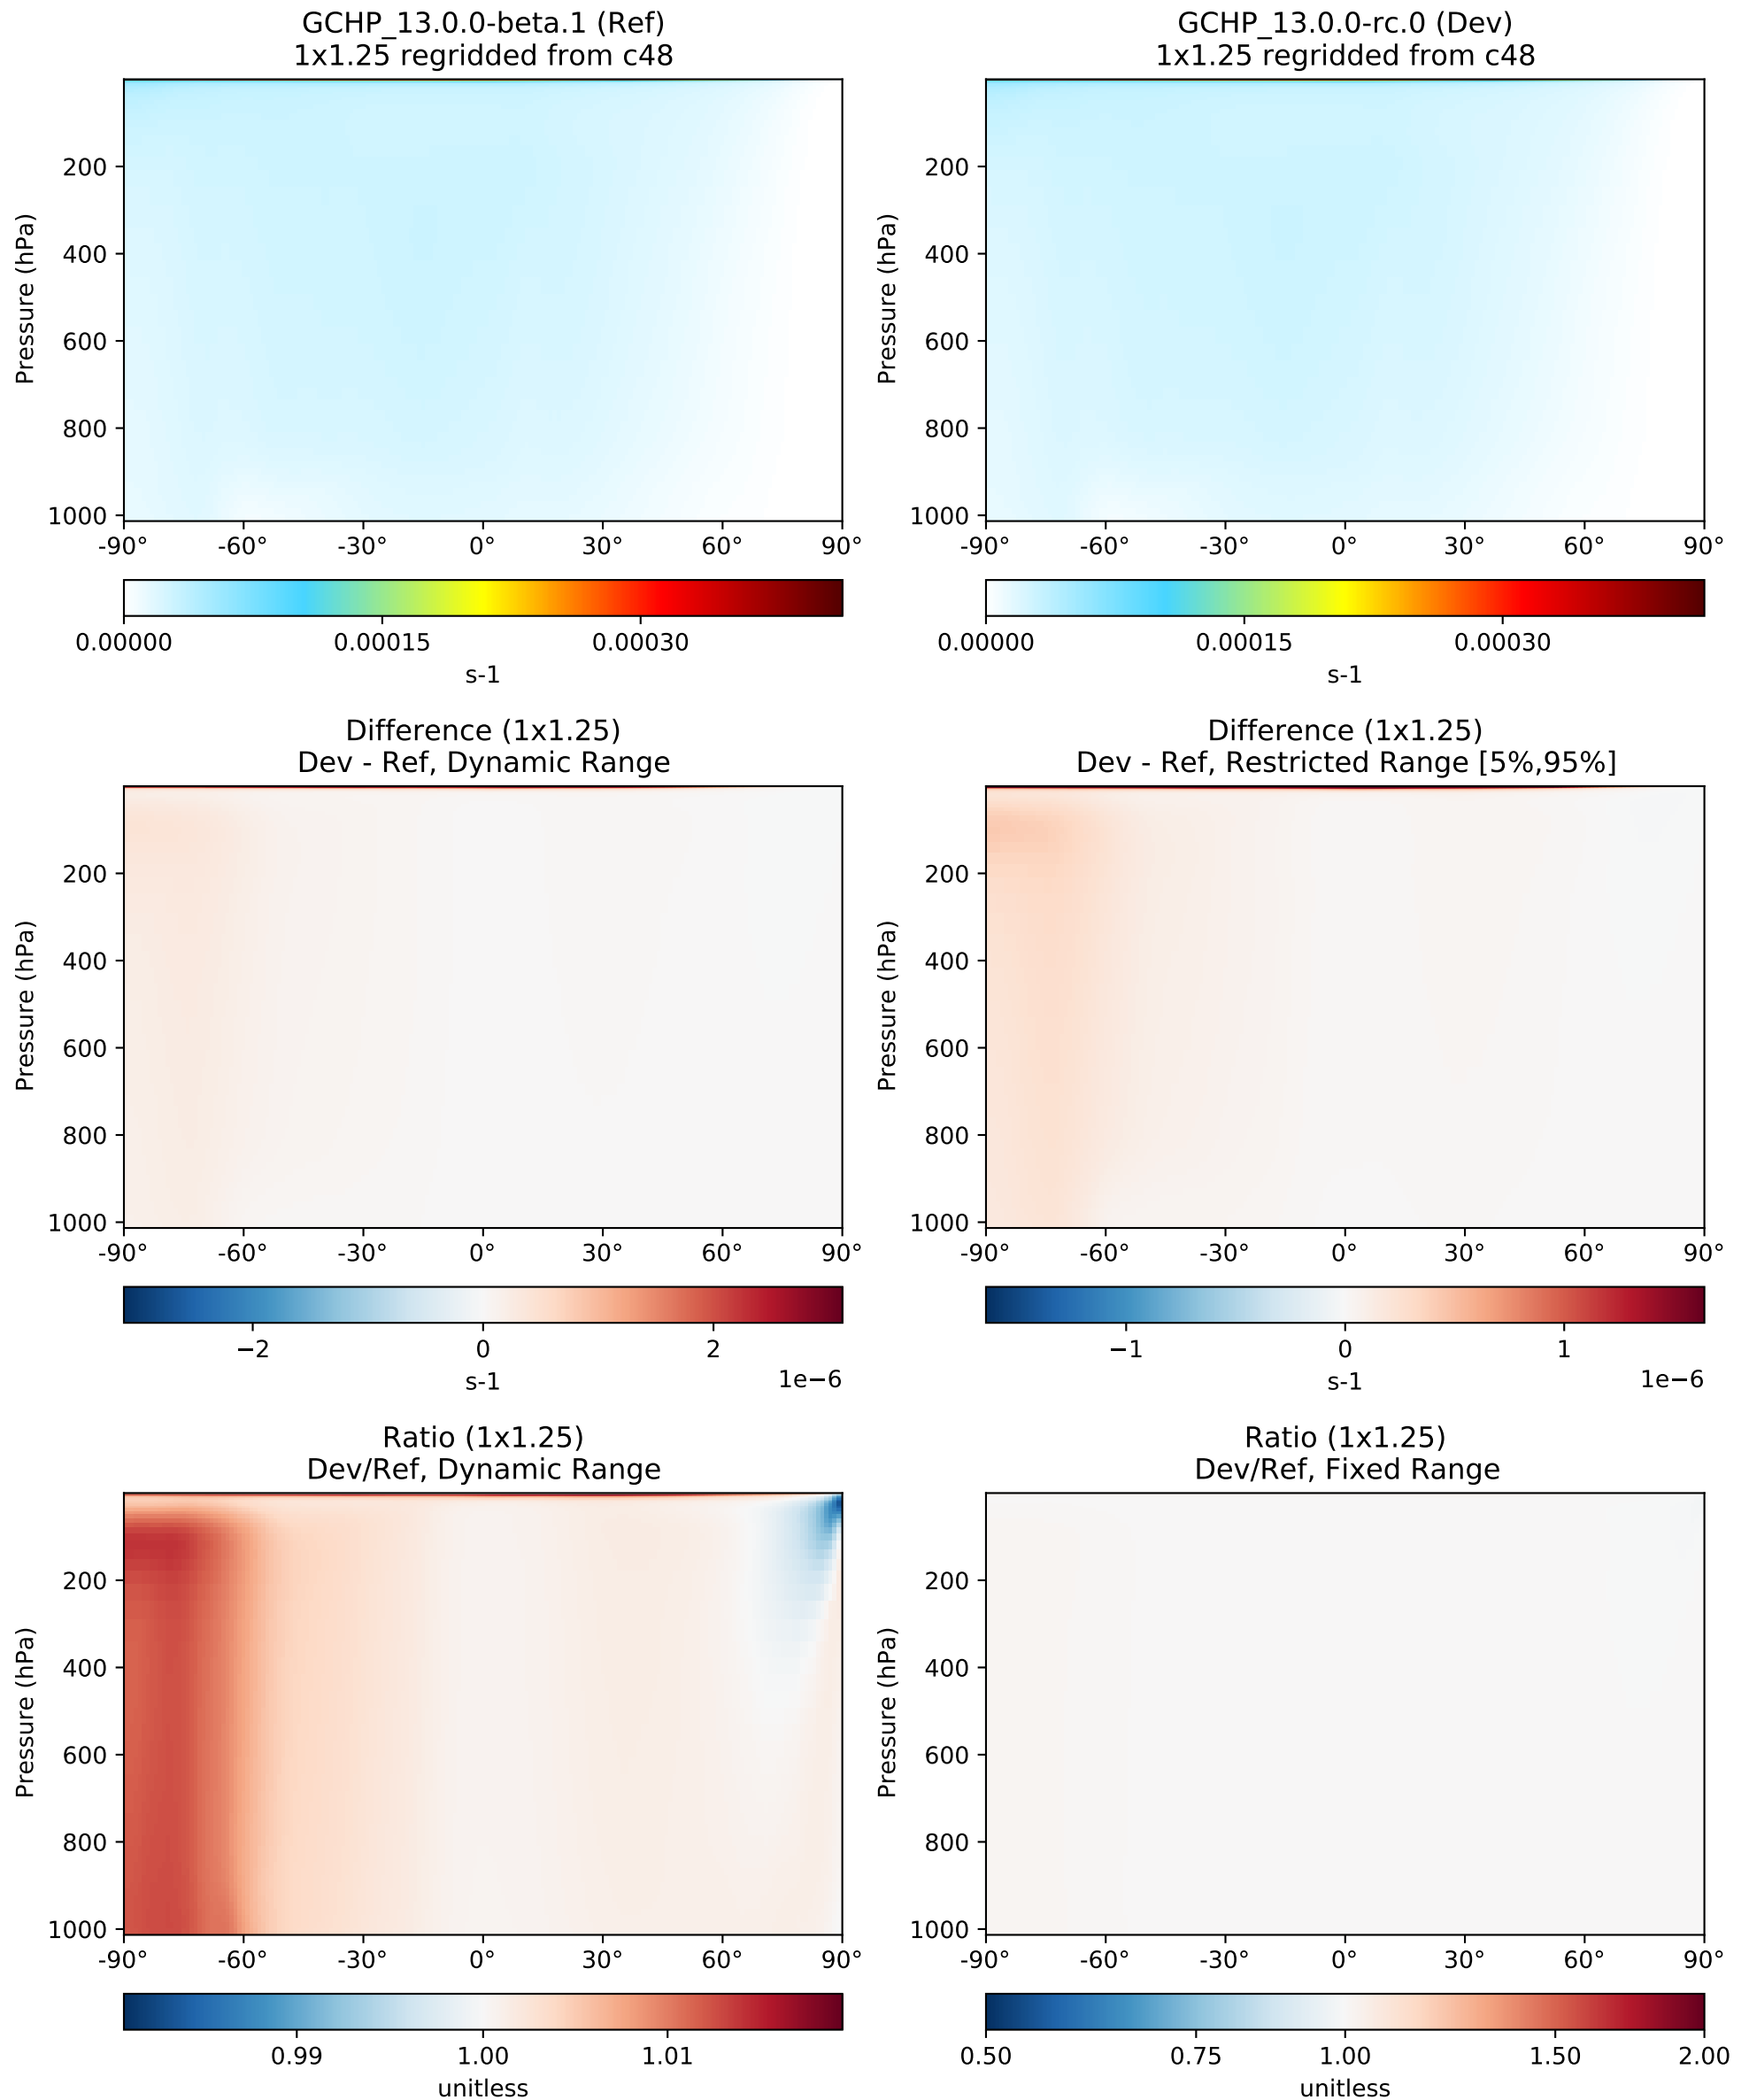 GCHP_13.0.0-beta.1 (Ref)
1x1.25 regridded from c48
Pressure (hPa)
200
400
600
800
1000
-90° -60° -30° 0° 30° 60° 90°
0.00000 0.00015 0.00030
s-1
GCHP_13.0.0-rc.0 (Dev)
1x1.25 regridded from c48
Pressure (hPa)
200
400
600
800
1000
-90° -60° -30° 0° 30° 60° 90°
0.00000 0.00015 0.00030
s-1
Difference (1x1.25)
Dev - Ref, Dynamic Range
Pressure (hPa)
200
400
600
800
1000
-90° -60° -30° 0° 30° 60° 90°
−2 0 2
s-1 1e−6
Difference (1x1.25)
Dev - Ref, Restricted Range [5%,95%]
Pressure (hPa)
200
400
600
800
1000
-90° -60° -30° 0° 30° 60° 90°
−1 0 1
s-1 1e−6
Ratio (1x1.25)
Dev/Ref, Dynamic Range
Pressure (hPa)
200
400
600
800
1000
-90° -60° -30° 0° 30° 60° 90°
0.99 1.00 1.01
unitless
Ratio (1x1.25)
Dev/Ref, Fixed Range
Pressure (hPa)
200
400
600
800
1000
-90° -60° -30° 0° 30° 60° 90°
0.50 0.75 1.00 1.50 2.00
unitless